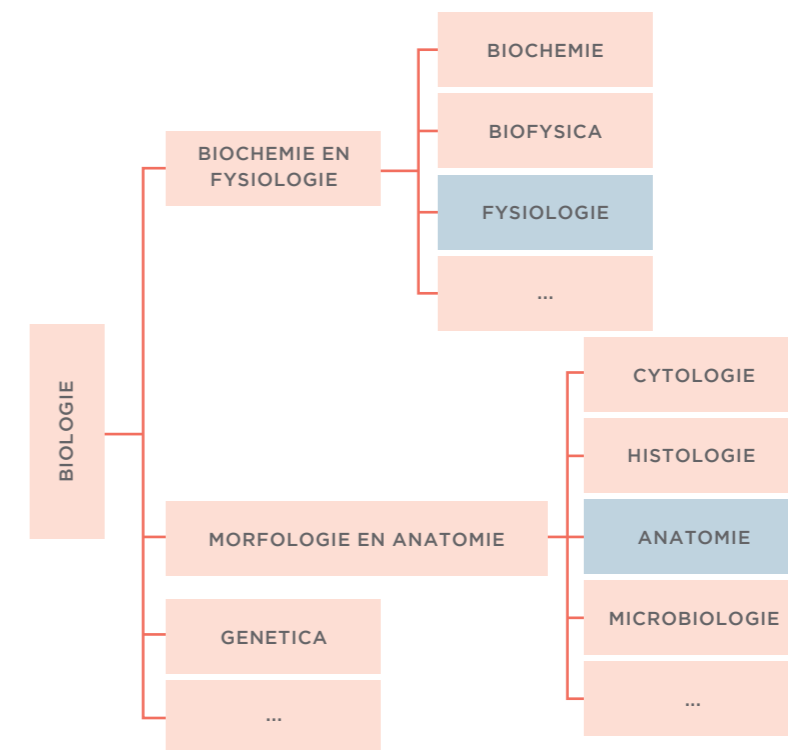 BIOCHEMIE
BIOFYSICA
BIOCHEMIE EN
FYSIOLOGIE
FYSIOLOGIE
...
BIOLOGIE
CYTOLOGIE
HISTOLOGIE
MORFOLOGIE EN ANATOMIE
ANATOMIE
MICROBIOLOGIE
GENETICA
...
...